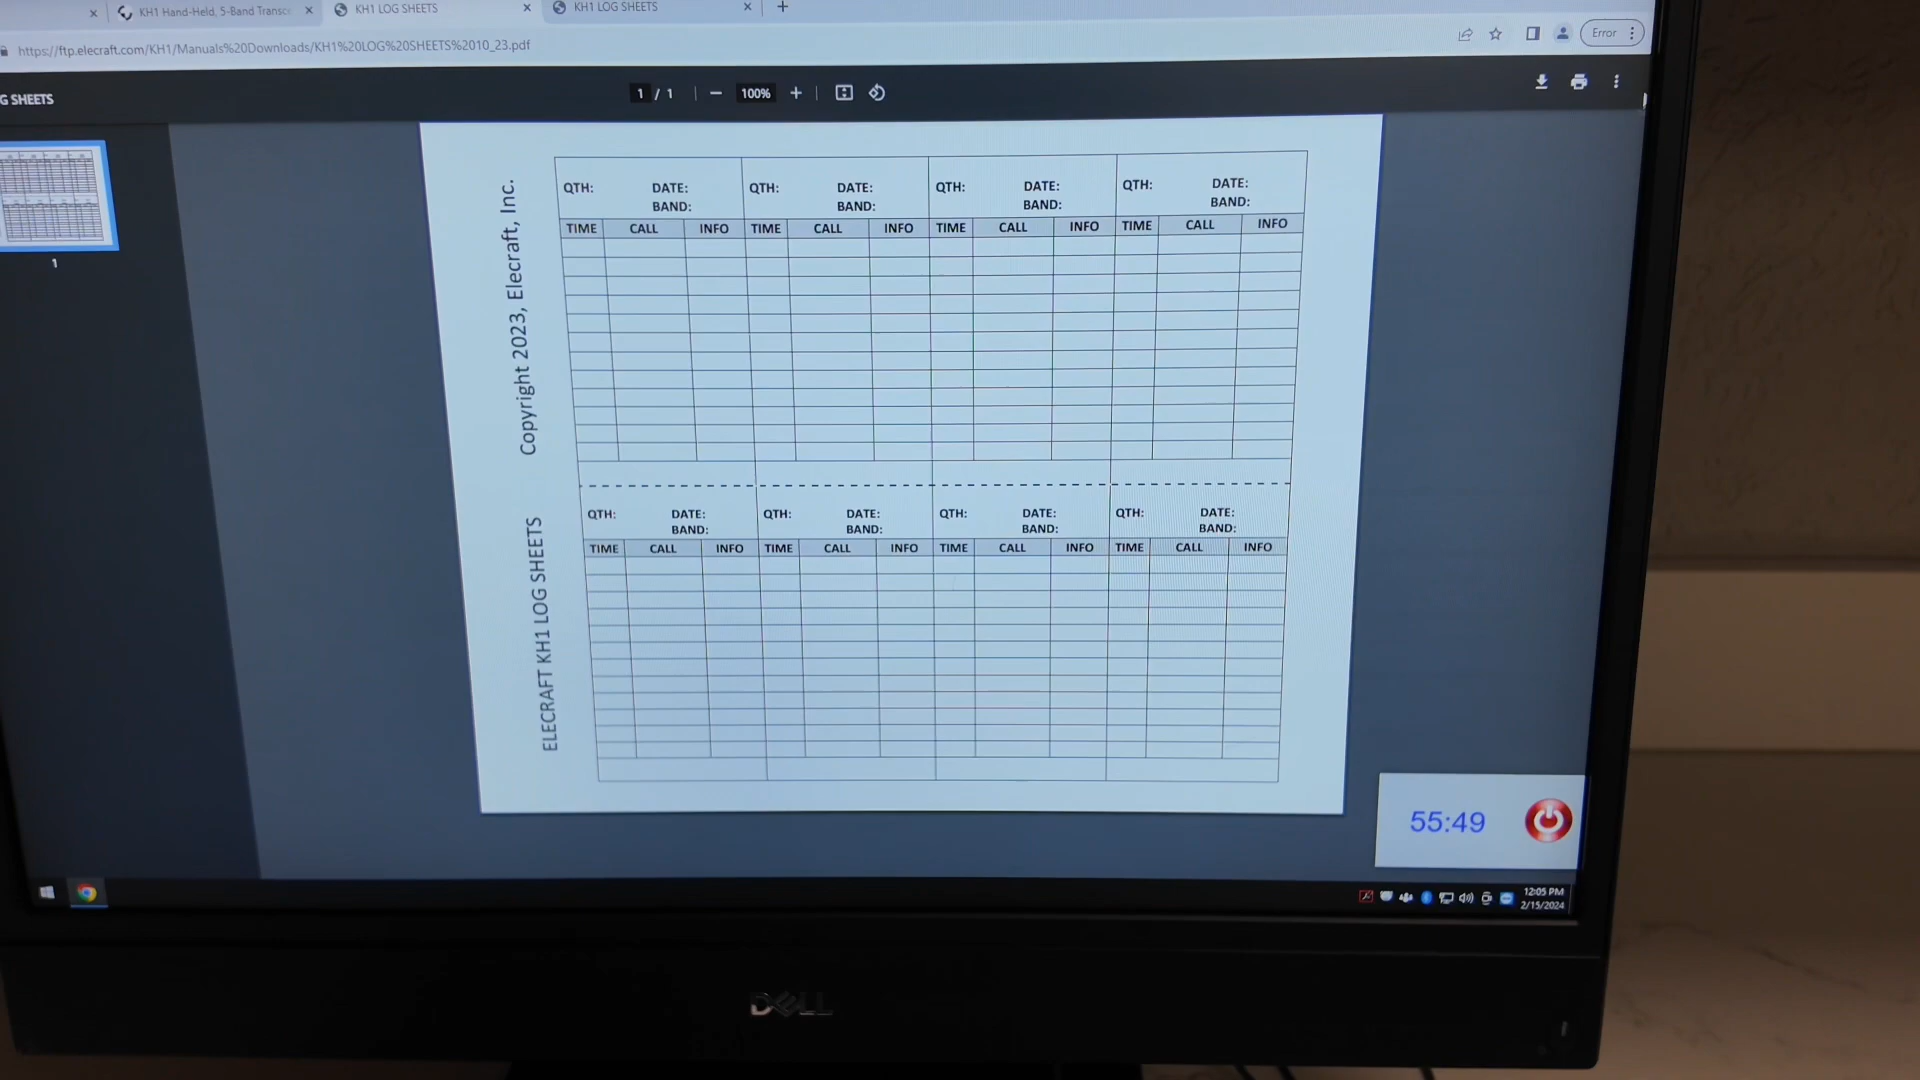 KH1 Hand-Held, 5-Band Transc
KH1 LOG SHEETS
KH1 LOG SHEETS
https://ftp.elecraft.com/KH1/Manuals%20Downloads/KH1%20LOG%20SHEETS%2010_23.pdf
Error
G SHEETS
1 / 1
100%
1
Copyright 2023, Elecraft, Inc.
ELECRAFT KH1 LOG SHEETS
QTH: DATE: QTH: DATE: QTH: DATE: QTH: DATE:
BAND: BAND: BAND: BAND:
TIME CALL INFO TIME CALL INFO TIME CALL INFO TIME CALL INFO
QTH: DATE: QTH: DATE: QTH: DATE: QTH: DATE:
BAND: BAND: BAND: BAND:
TIME CALL INFO TIME CALL INFO TIME CALL INFO TIME CALL INFO
55:49
12:05 PM
2/15/2024
DELL